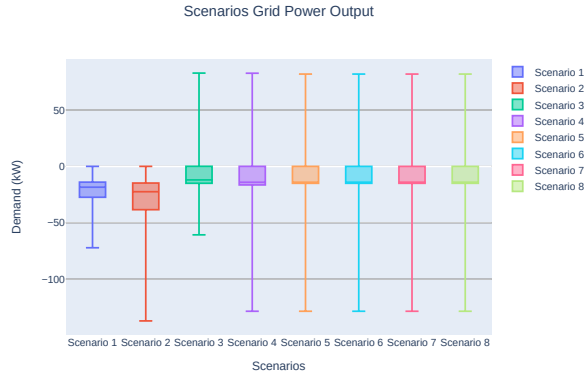 Scenarios Grid Power Output
Demand (kW)
50
0
−50
−100
Scenario 1 Scenario 2 Scenario 3 Scenario 4 Scenario 5 Scenario 6 Scenario 7 Scenario 8
Scenarios
Scenario 1
Scenario 2
Scenario 3
Scenario 4
Scenario 5
Scenario 6
Scenario 7
Scenario 8